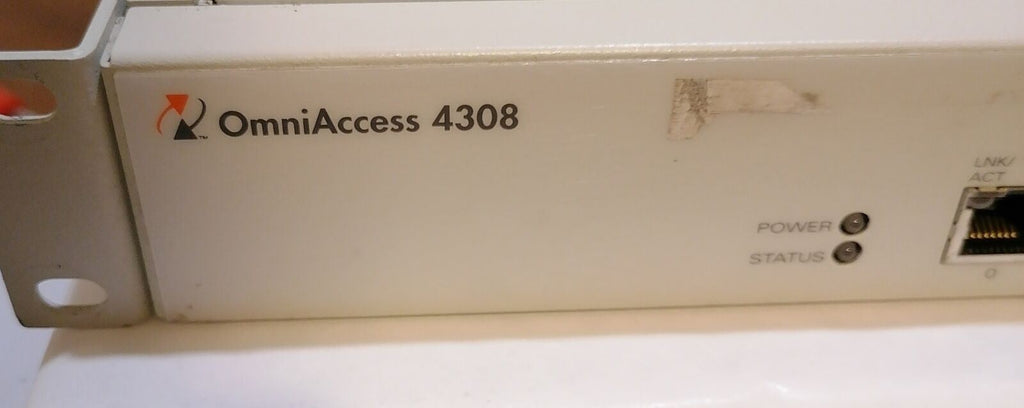 OmniAccess 4308
LNK/
ACT
POWER
STATUS
0